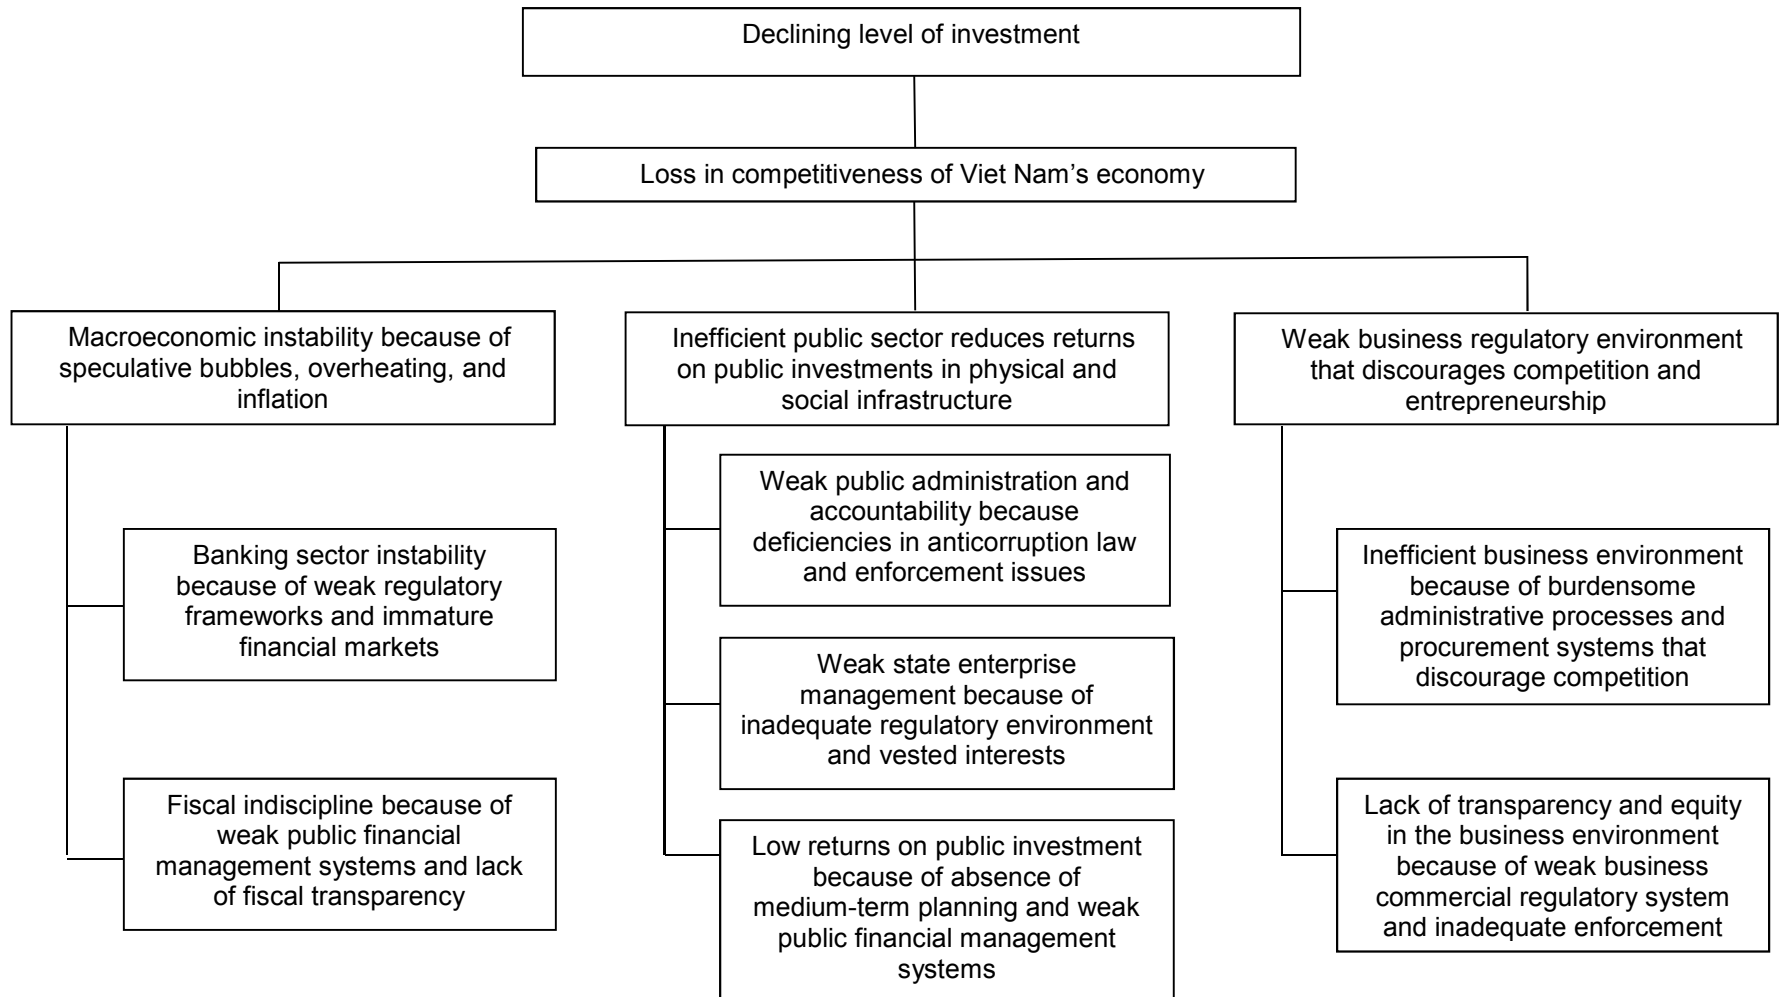 Declining level of investment
Loss in competitiveness of Viet Nam’s economy
Macroeconomic instability because of
speculative bubbles, overheating, and
inflation
Inefficient public sector reduces returns
on public investments in physical and
social infrastructure
Weak business regulatory environment
that discourages competition and
entrepreneurship
Banking sector instability
because of weak regulatory
frameworks and immature
financial markets
Fiscal indiscipline because of
weak public financial
management systems and lack
of fiscal transparency
Weak public administration and
accountability because
deficiencies in anticorruption law
and enforcement issues
Weak state enterprise
management because of
inadequate regulatory environment
and vested interests
Low returns on public investment
because of absence of
medium-term planning and weak
public financial management
systems
Inefficient business environment
because of burdensome
administrative processes and
procurement systems that
discourage competition
Lack of transparency and equity
in the business environment
because of weak business
commercial regulatory system
and inadequate enforcement